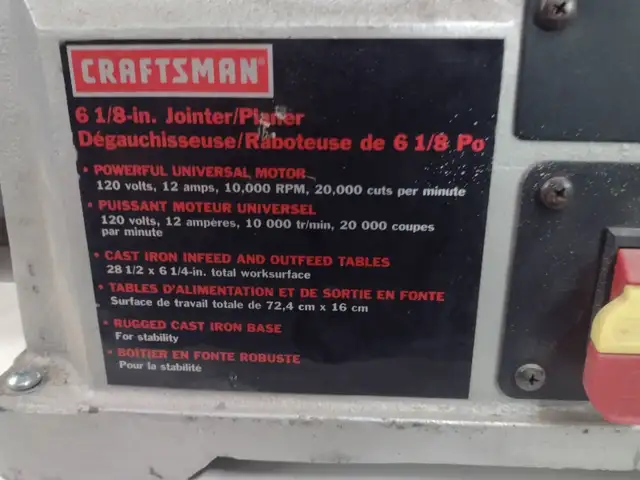 CRAFTSMAN®
6 1/8-in. Jointer/Planer
Dégauchisseuse/Raboteuse de 6 1/8 Po
• POWERFUL UNIVERSAL MOTOR
120 volts, 12 amps, 10,000 RPM, 20,000 cuts per minute
• PUISSANT MOTEUR UNIVERSEL
120 volts, 12 ampères, 10 000 tr/min, 20 000 coupes
par minute
• CAST IRON INFEED AND OUTFEED TABLES
28 1/2 x 6 1/4-in. total worksurface
• TABLES D'ALIMENTATION ET DE SORTIE EN FONTE
Surface de travail totale de 72,4 cm x 16 cm
• RUGGED CAST IRON BASE
For stability
• BOÎTIER EN FONTE ROBUSTE
Pour la stabilité